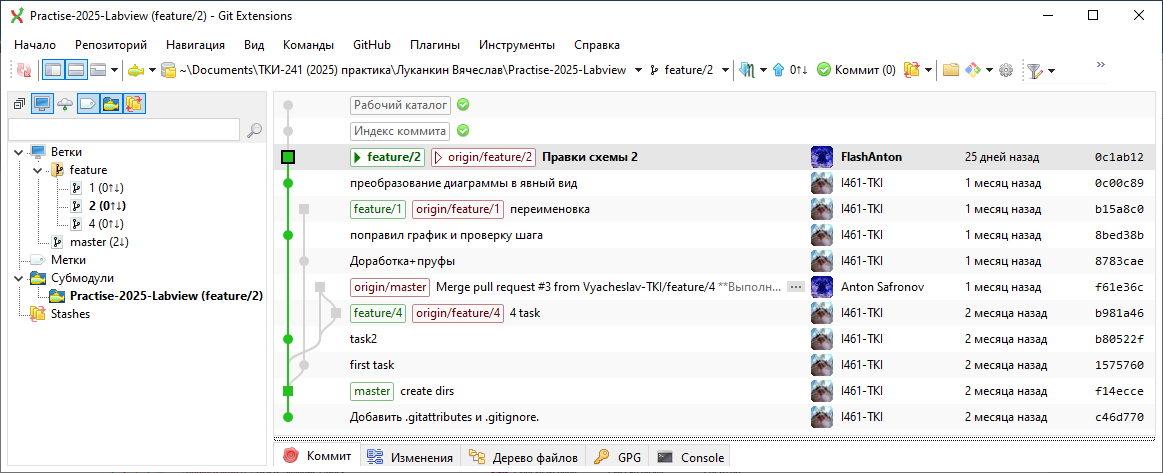 Practise-2025-Labview (feature/2) - Git Extensions
Начало Репозиторий Навигация Вид Команды GitHub Плагины Инструменты Справка
~\Documents\ТКИ-241 (2025) практика\Луканкин Вячеслав\Practise-2025-Labview feature/2 0↑↓ Коммит (0) »
Ветки
feature
1 (0↑↓)
2 (0↑↓)
4 (0↑↓)
master (2↓)
Метки
Субмодули
Practise-2025-Labview (feature/2)
Stashes
Рабочий каталог
Индекс коммита
feature/2 origin/feature/2 Правки схемы 2 FlashAnton 25 дней назад 0c1ab12
преобразование диаграммы в явный вид I461-TKI 1 месяц назад 0c00c89
feature/1 origin/feature/1 переименовка I461-TKI 1 месяц назад b15a8c0
поправил график и проверку шага I461-TKI 1 месяц назад 8bed38b
Доработка+пруфы I461-TKI 1 месяц назад 8783cae
origin/master Merge pull request #3 from Vyacheslav-TKI/feature/4 **Выполн... Anton Safronov 2 месяца назад f61e36c
feature/4 origin/feature/4 4 task I461-TKI 2 месяца назад b981a46
task2 I461-TKI 2 месяца назад b80522f
first task I461-TKI 2 месяца назад 1575760
master create dirs I461-TKI 2 месяца назад f14ecce
Добавить .gitattributes и .gitignore. I461-TKI 2 месяца назад c46d770
Коммит Изменения Дерево файлов GPG Console